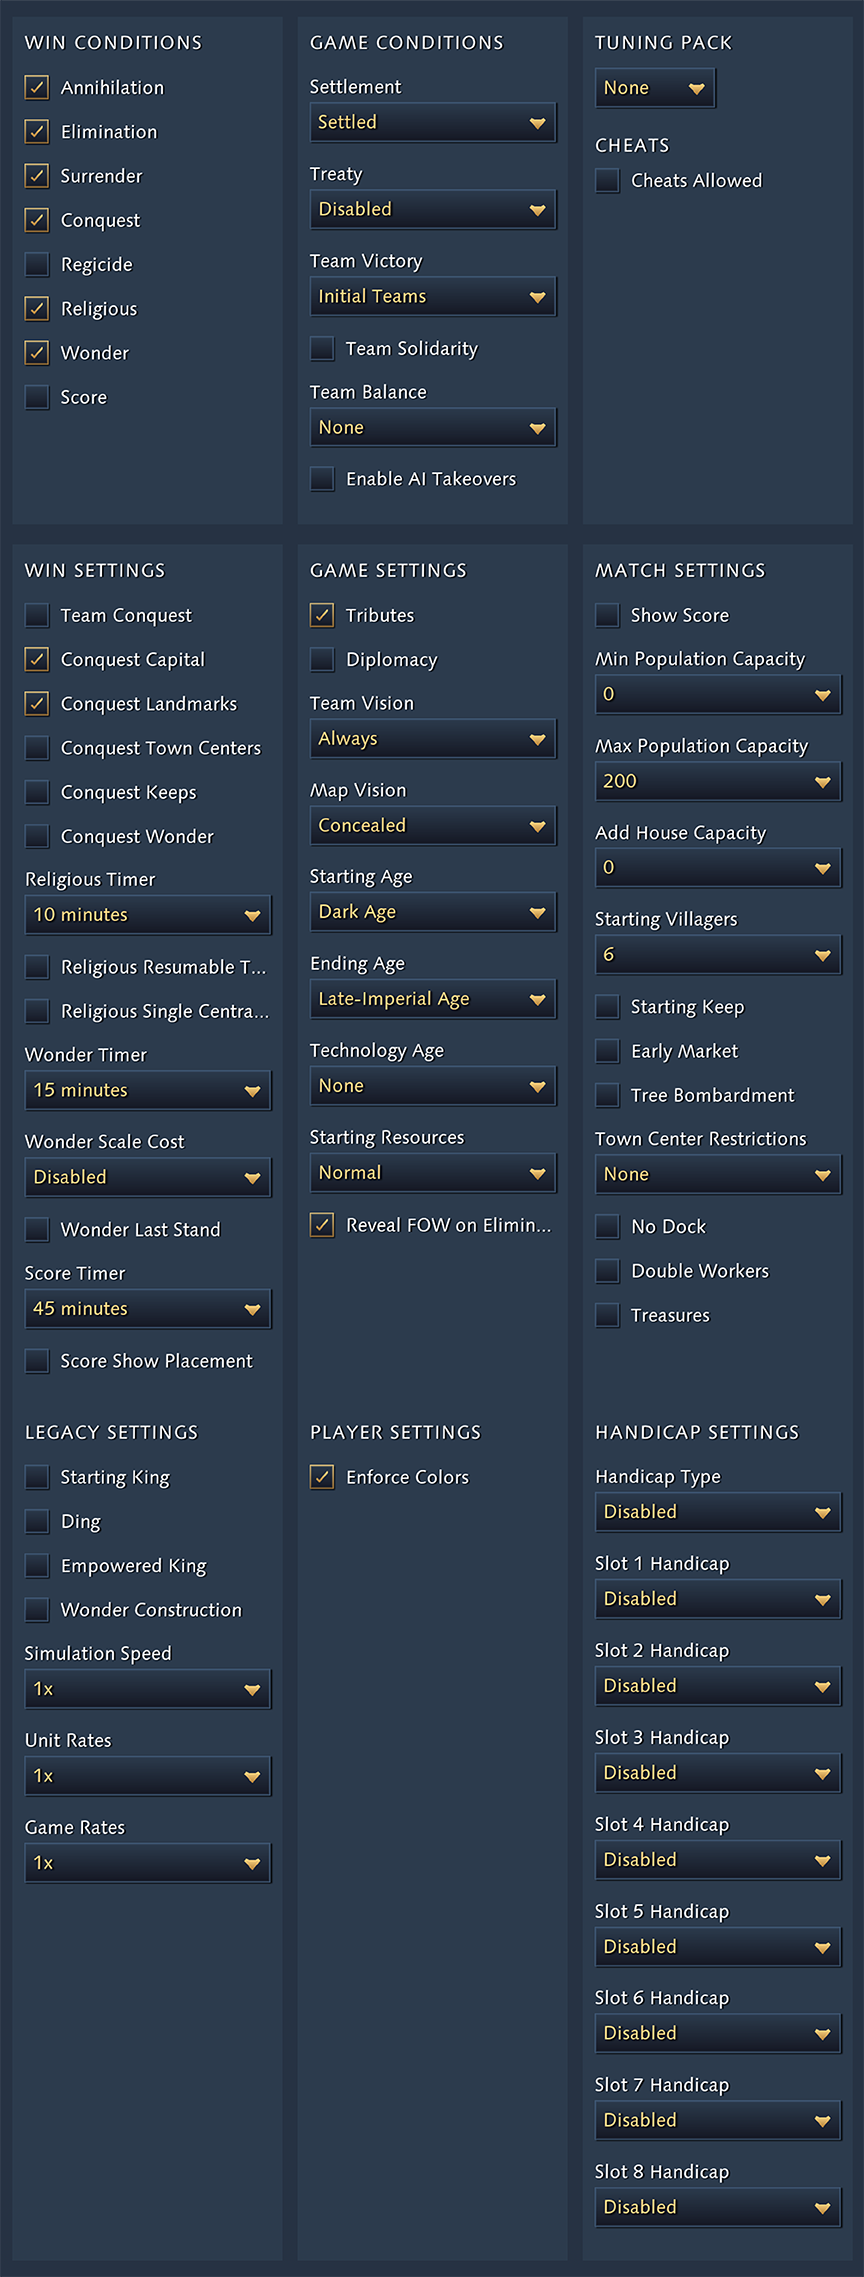 WIN CONDITIONS
Annihilation
Elimination
Surrender
Conquest
Regicide
Religious
Wonder
Score
GAME CONDITIONS
Settlement
Settled
Treaty
Disabled
Team Victory
Initial Teams
Team Solidarity
Team Balance
None
Enable AI Takeovers
TUNING PACK
None
CHEATS
Cheats Allowed
WIN SETTINGS
Team Conquest
Conquest Capital
Conquest Landmarks
Conquest Town Centers
Conquest Keeps
Conquest Wonder
Religious Timer
10 minutes
Religious Resumable T...
Religious Single Centra...
Wonder Timer
15 minutes
Wonder Scale Cost
Disabled
Wonder Last Stand
Score Timer
45 minutes
Score Show Placement
GAME SETTINGS
Tributes
Diplomacy
Team Vision
Always
Map Vision
Concealed
Starting Age
Dark Age
Ending Age
Late-Imperial Age
Technology Age
None
Starting Resources
Normal
Reveal FOW on Elimin...
MATCH SETTINGS
Show Score
Min Population Capacity
0
Max Population Capacity
200
Add House Capacity
0
Starting Villagers
6
Starting Keep
Early Market
Tree Bombardment
Town Center Restrictions
None
No Dock
Double Workers
Treasures
LEGACY SETTINGS
Starting King
Ding
Empowered King
Wonder Construction
Simulation Speed
1x
Unit Rates
1x
Game Rates
1x
PLAYER SETTINGS
Enforce Colors
HANDICAP SETTINGS
Handicap Type
Disabled
Slot 1 Handicap
Disabled
Slot 2 Handicap
Disabled
Slot 3 Handicap
Disabled
Slot 4 Handicap
Disabled
Slot 5 Handicap
Disabled
Slot 6 Handicap
Disabled
Slot 7 Handicap
Disabled
Slot 8 Handicap
Disabled